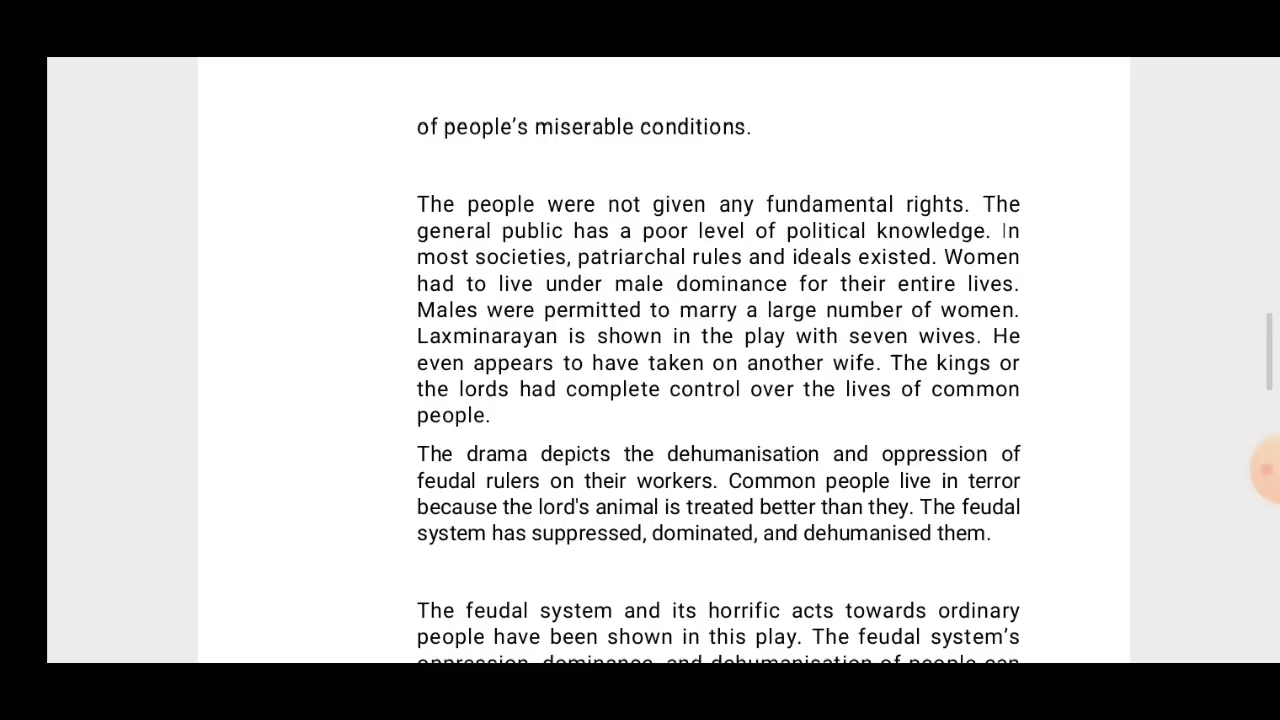 of people’s miserable conditions.
The people were not given any fundamental rights. The
general public has a poor level of political knowledge. In
most societies, patriarchal rules and ideals existed. Women
had to live under male dominance for their entire lives.
Males were permitted to marry a large number of women.
Laxminarayan is shown in the play with seven wives. He
even appears to have taken on another wife. The kings or
the lords had complete control over the lives of common
people.
The drama depicts the dehumanisation and oppression of
feudal rulers on their workers. Common people live in terror
because the lord's animal is treated better than they. The feudal
system has suppressed, dominated, and dehumanised them.
The feudal system and its horrific acts towards ordinary
people have been shown in this play. The feudal system’s
oppression, dominance, and dehumanisation of people can